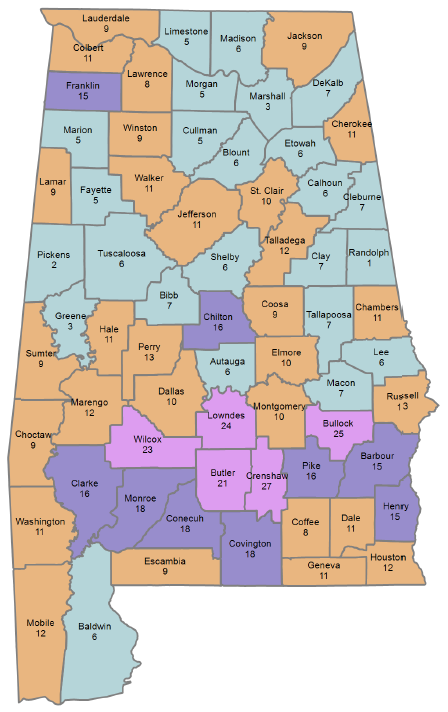 Lauderdale
9
Limestone
5
Madison
6
Jackson
9
Colbert
11
Lawrence
8
Franklin
15
Morgan
5
Marshall
3
DeKalb
7
Cherokee
11
Marion
5
Winston
9
Cullman
5
Blount
6
Etowah
6
Lamar
9
Fayette
5
Walker
11
Jefferson
11
St. Clair
10
Calhoun
6
Cleburne
7
Talladega
12
Pickens
2
Tuscaloosa
6
Shelby
6
Clay
7
Randolph
1
Bibb
7
Greene
3
Hale
11
Chilton
16
Coosa
9
Tallapoosa
7
Chambers
11
Sumter
9
Perry
13
Autauga
16
Elmore
10
Lee
6
Marengo
12
Dallas
10
Lowndes
24
Montgomery
10
Macon
7
Russell
13
Bullock
25
Choctaw
9
Wilcox
23
Butler
21
Crenshaw
27
Pike
16
Barbour
15
Clarke
16
Monroe
18
Conecuh
18
Covington
18
Coffee
8
Dale
11
Henry
15
Washington
11
Escambia
9
Geneva
11
Houston
12
Mobile
12
Baldwin
6